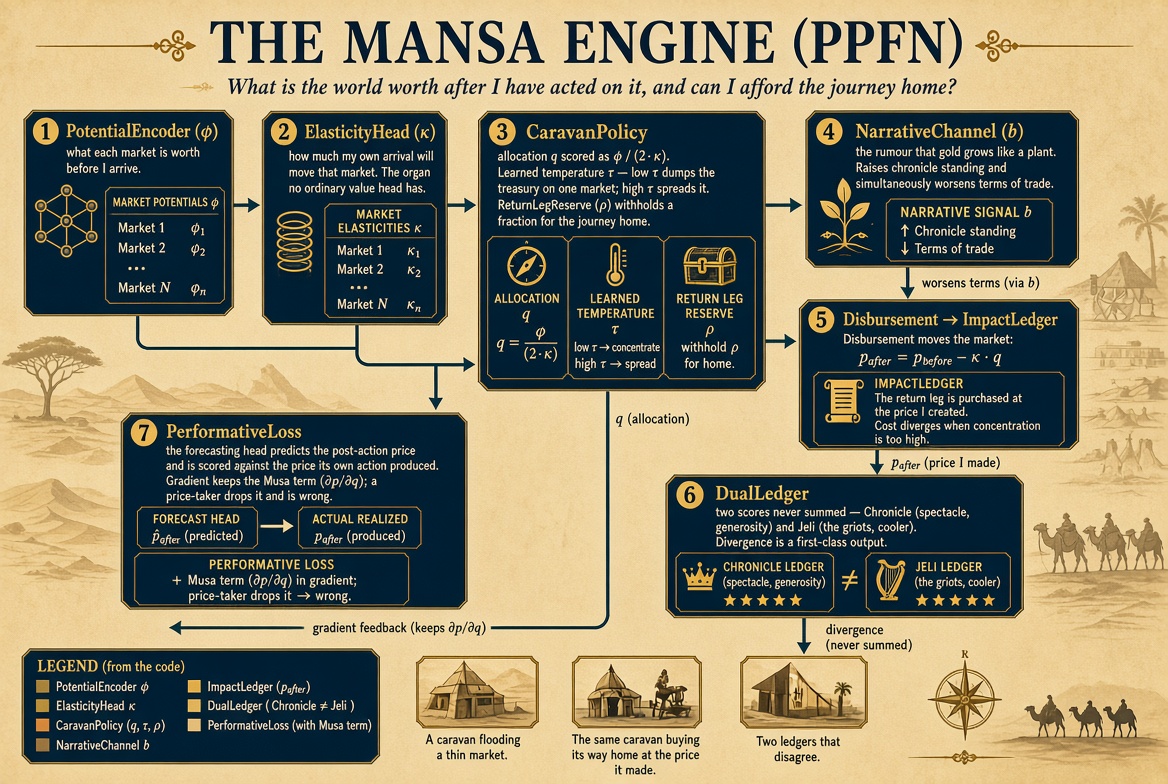 THE MANSA ENGINE (PPFN)
What is the world worth after I have acted on it, and can I afford the journey home?
1 PotentialEncoder (ϕ)
what each market is worth
before I arrive.
MARKET POTENTIALS ϕ
Market 1 φ₁
Market 2 φ₂
...
Market N φₙ
2 ElasticityHead (κ)
how much my own arrival will
move that market. The organ
no ordinary value head has.
MARKET
ELASTICITIES κ
Market 1 κ₁
Market 2 κ₂
...
Market N κₙ
3 CaravanPolicy
allocation q scored as ϕ / (2·κ).
Learned temperature τ — low τ dumps the
treasury on one market; high τ spreads it.
ReturnLegReserve (ρ) withholds a
fraction for the journey home.
ALLOCATION
q
q = ϕ / (2·κ)
LEARNED
TEMPERATURE
τ
low τ → concentrate
high τ → spread
RETURN LEG
RESERVE
ρ
withhold ρ
for home.
4 NarrativeChannel (b)
the rumour that gold grows like a plant.
Raises chronicle standing and
simultaneously worsens terms of trade.
NARRATIVE SIGNAL b
↑ Chronicle standing
↓ Terms of trade
worsens terms (via b)
5 Disbursement → ImpactLedger
Disbursement moves the market:
p_after = p_before − κ · q
IMPACTLEDGER
The return leg is purchased at
the price I created.
Cost diverges when concentration
is too high.
p_after (price I made)
6 DualLedger
two scores never summed — Chronicle (spectacle,
generosity) and Jeli (the griots, cooler).
Divergence is a first-class output.
CHRONICLE LEDGER
(spectacle, generosity)
★★★★★
≠
JELI LEDGER
(the griots, cooler)
★★★★★
divergence
(never summed)
q (allocation)
7 PerformativeLoss
the forecasting head predicts the post-action price
and is scored against the price its own action produced.
Gradient keeps the Musa term (∂p/∂q); a
price-taker drops it and is wrong.
FORECAST HEAD
p̂_after (predicted)
ACTUAL REALIZED
p_after (produced)
PERFORMATIVE LOSS
+ Musa term (∂p/∂q) in gradient;
price-taker drops it → wrong.
gradient feedback (keeps ∂p/∂q)
LEGEND (from the code)
PotentialEncoder ϕ
ElasticityHead κ
CaravanPolicy (q, τ, ρ)
NarrativeChannel b
ImpactLedger (p_after)
DualLedger ( Chronicle ≠ Jeli )
PerformativeLoss (with Musa term)
A caravan flooding
a thin market.
The same caravan buying
its way home at the price
it made.
Two ledgers that
disagree.
R